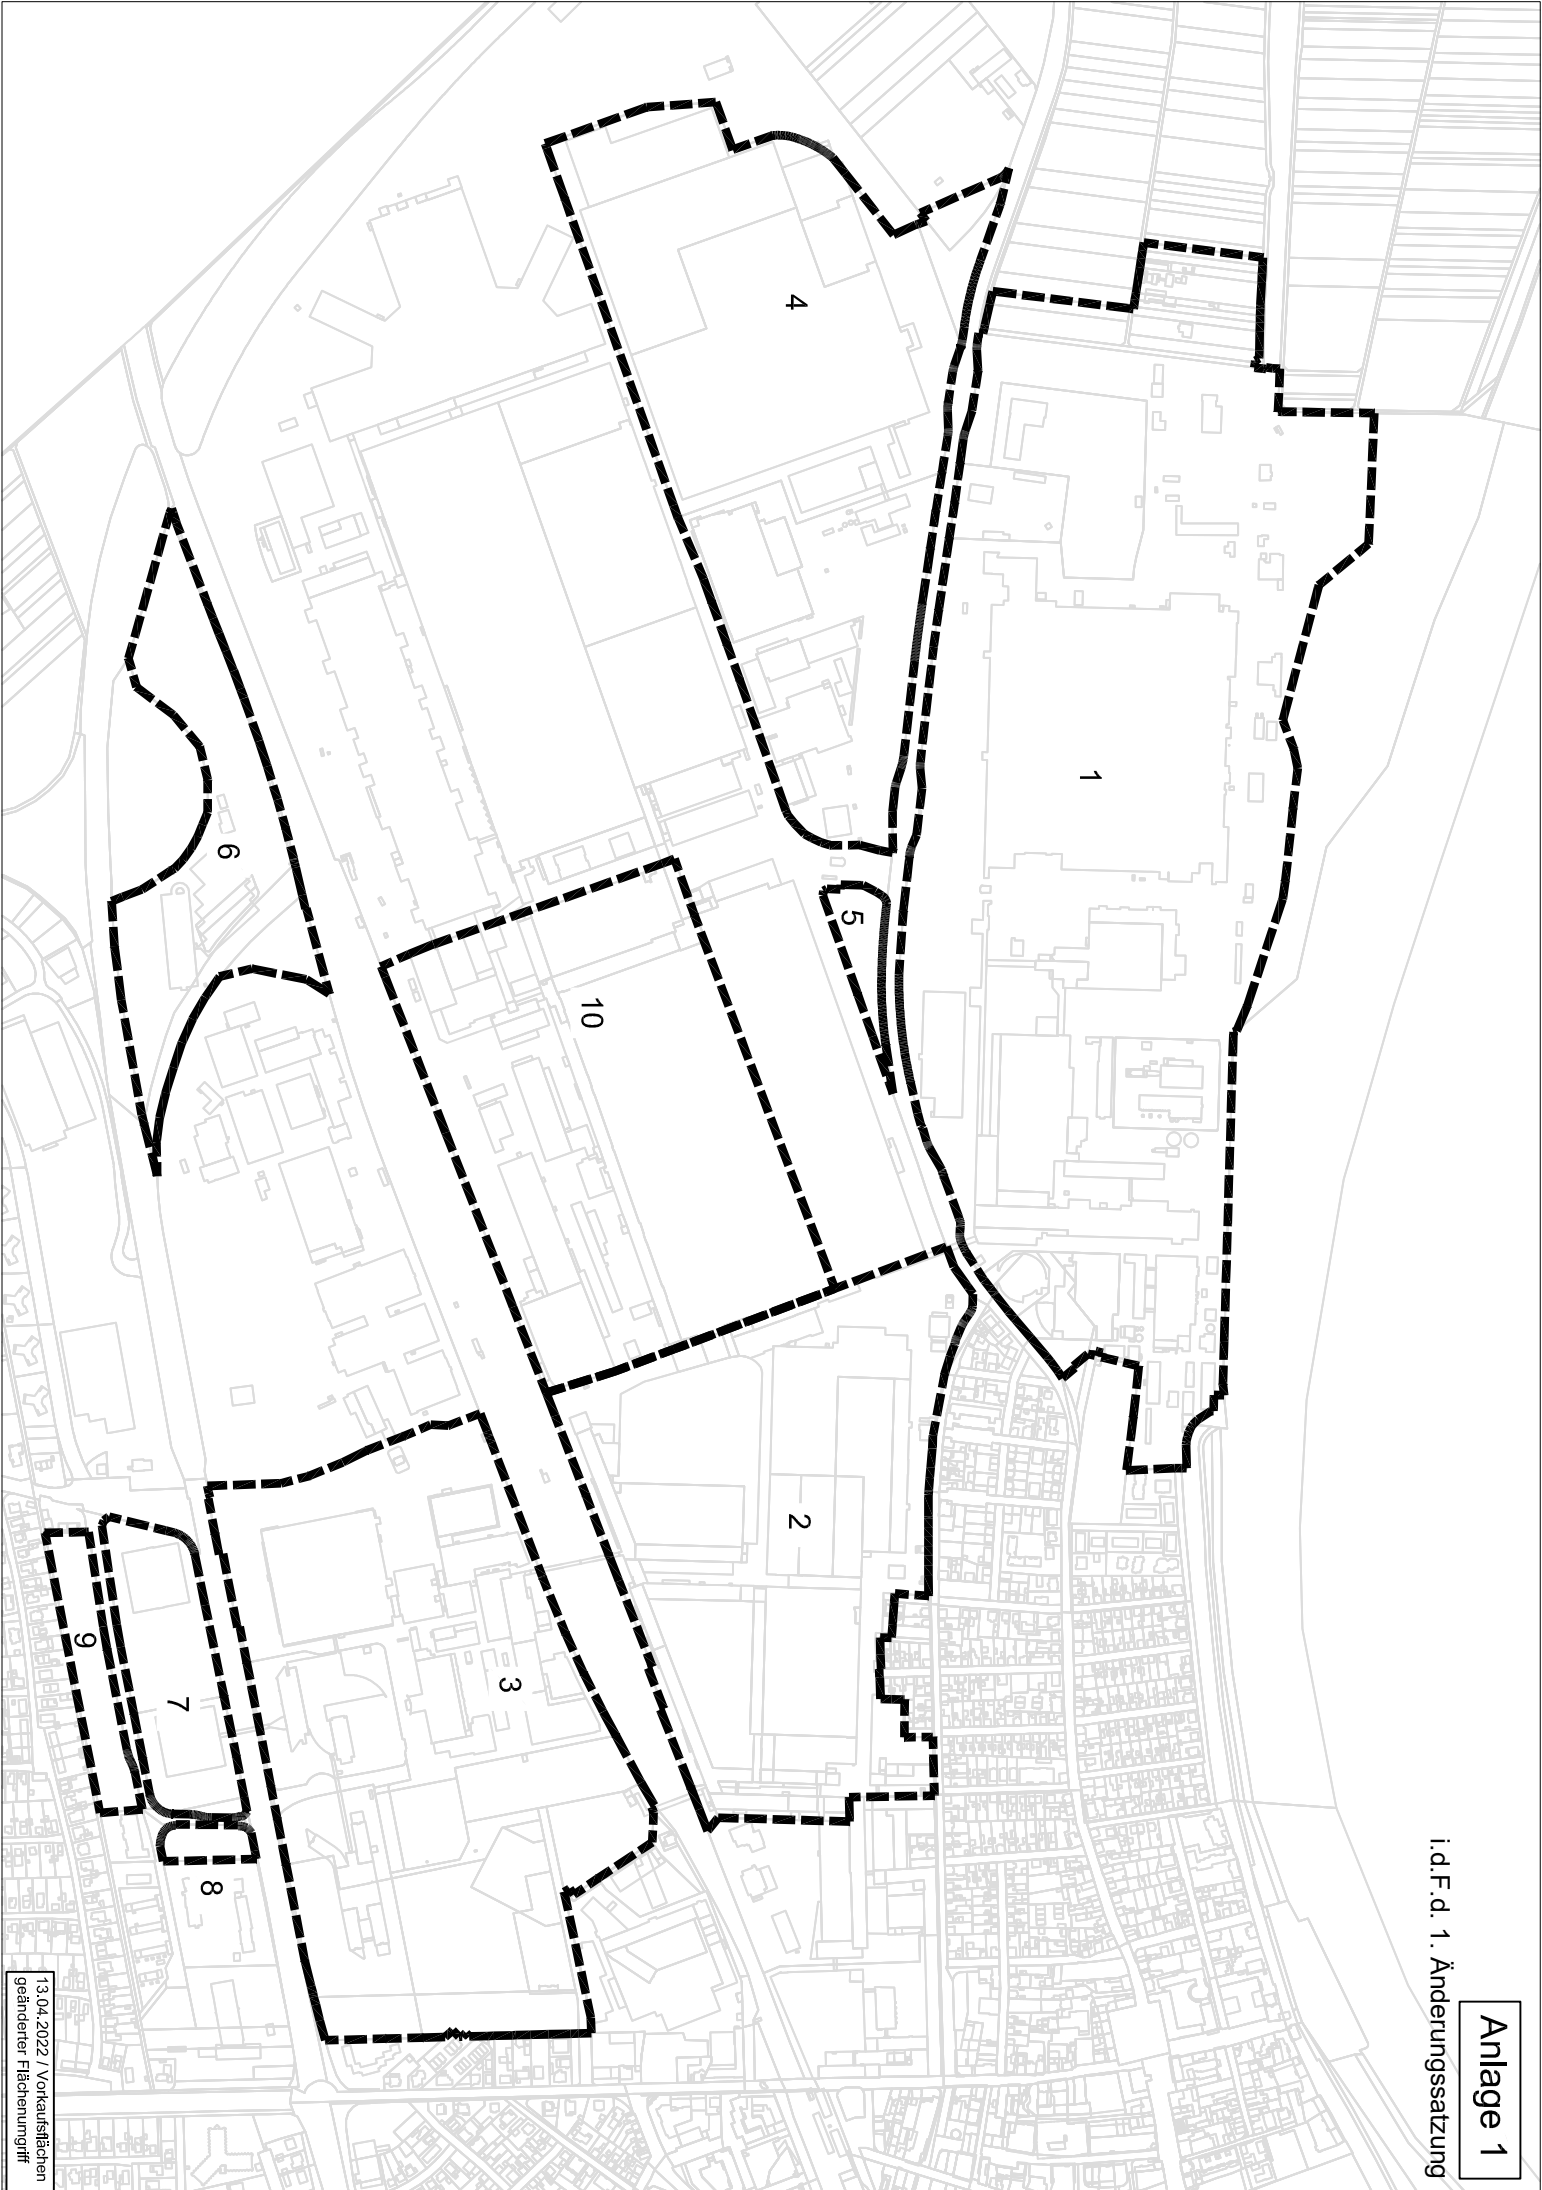 Anlage 1
i.d.F.d. 1. Änderungssatzung
1
4
5
6
10
2
3
9
7
8
13.04.2022 / Vorkaufsflächen
geänderter Flächenumgriff